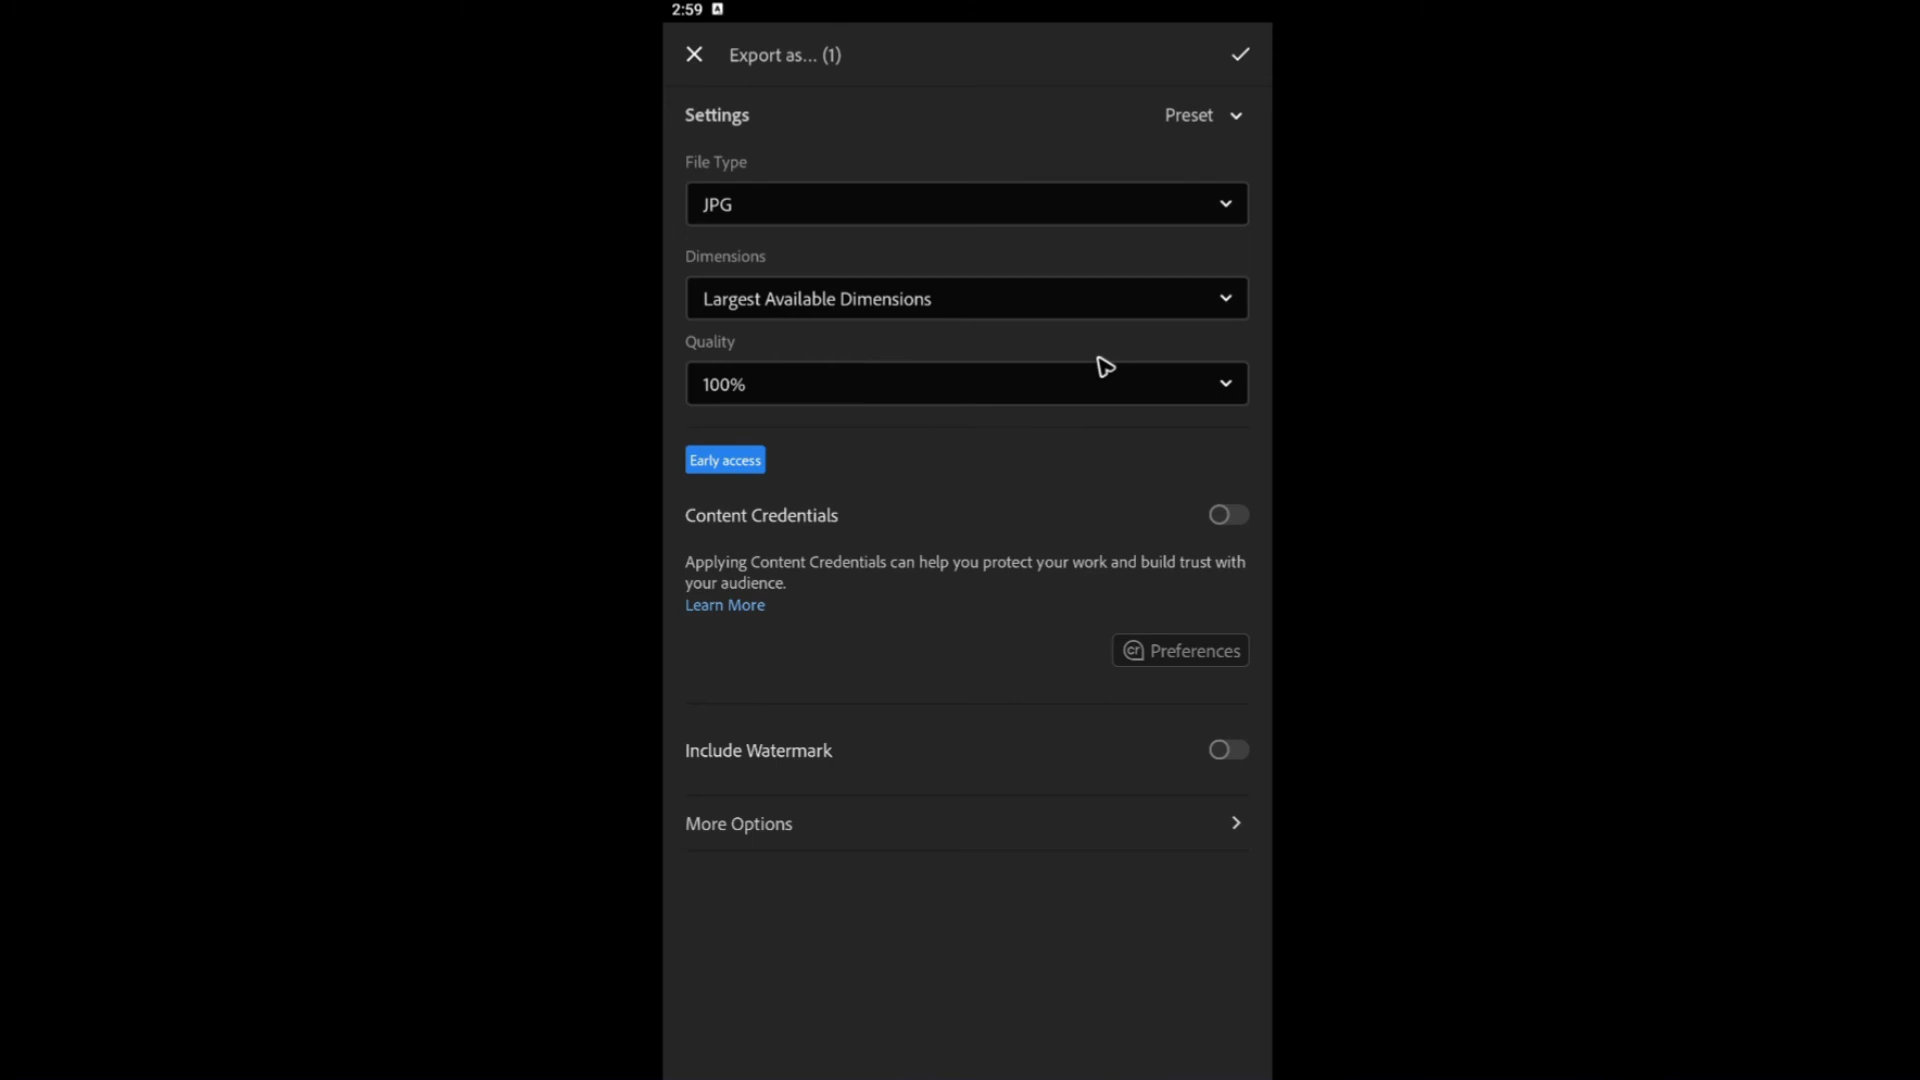 2:59 A
Export as... (1)
Settings
Preset
File Type
JPG
Dimensions
Largest Available Dimensions
Quality
100%
Early access
Content Credentials
Applying Content Credentials can help you protect your work and build trust with
your audience.
Learn More
cr Preferences
Include Watermark
More Options